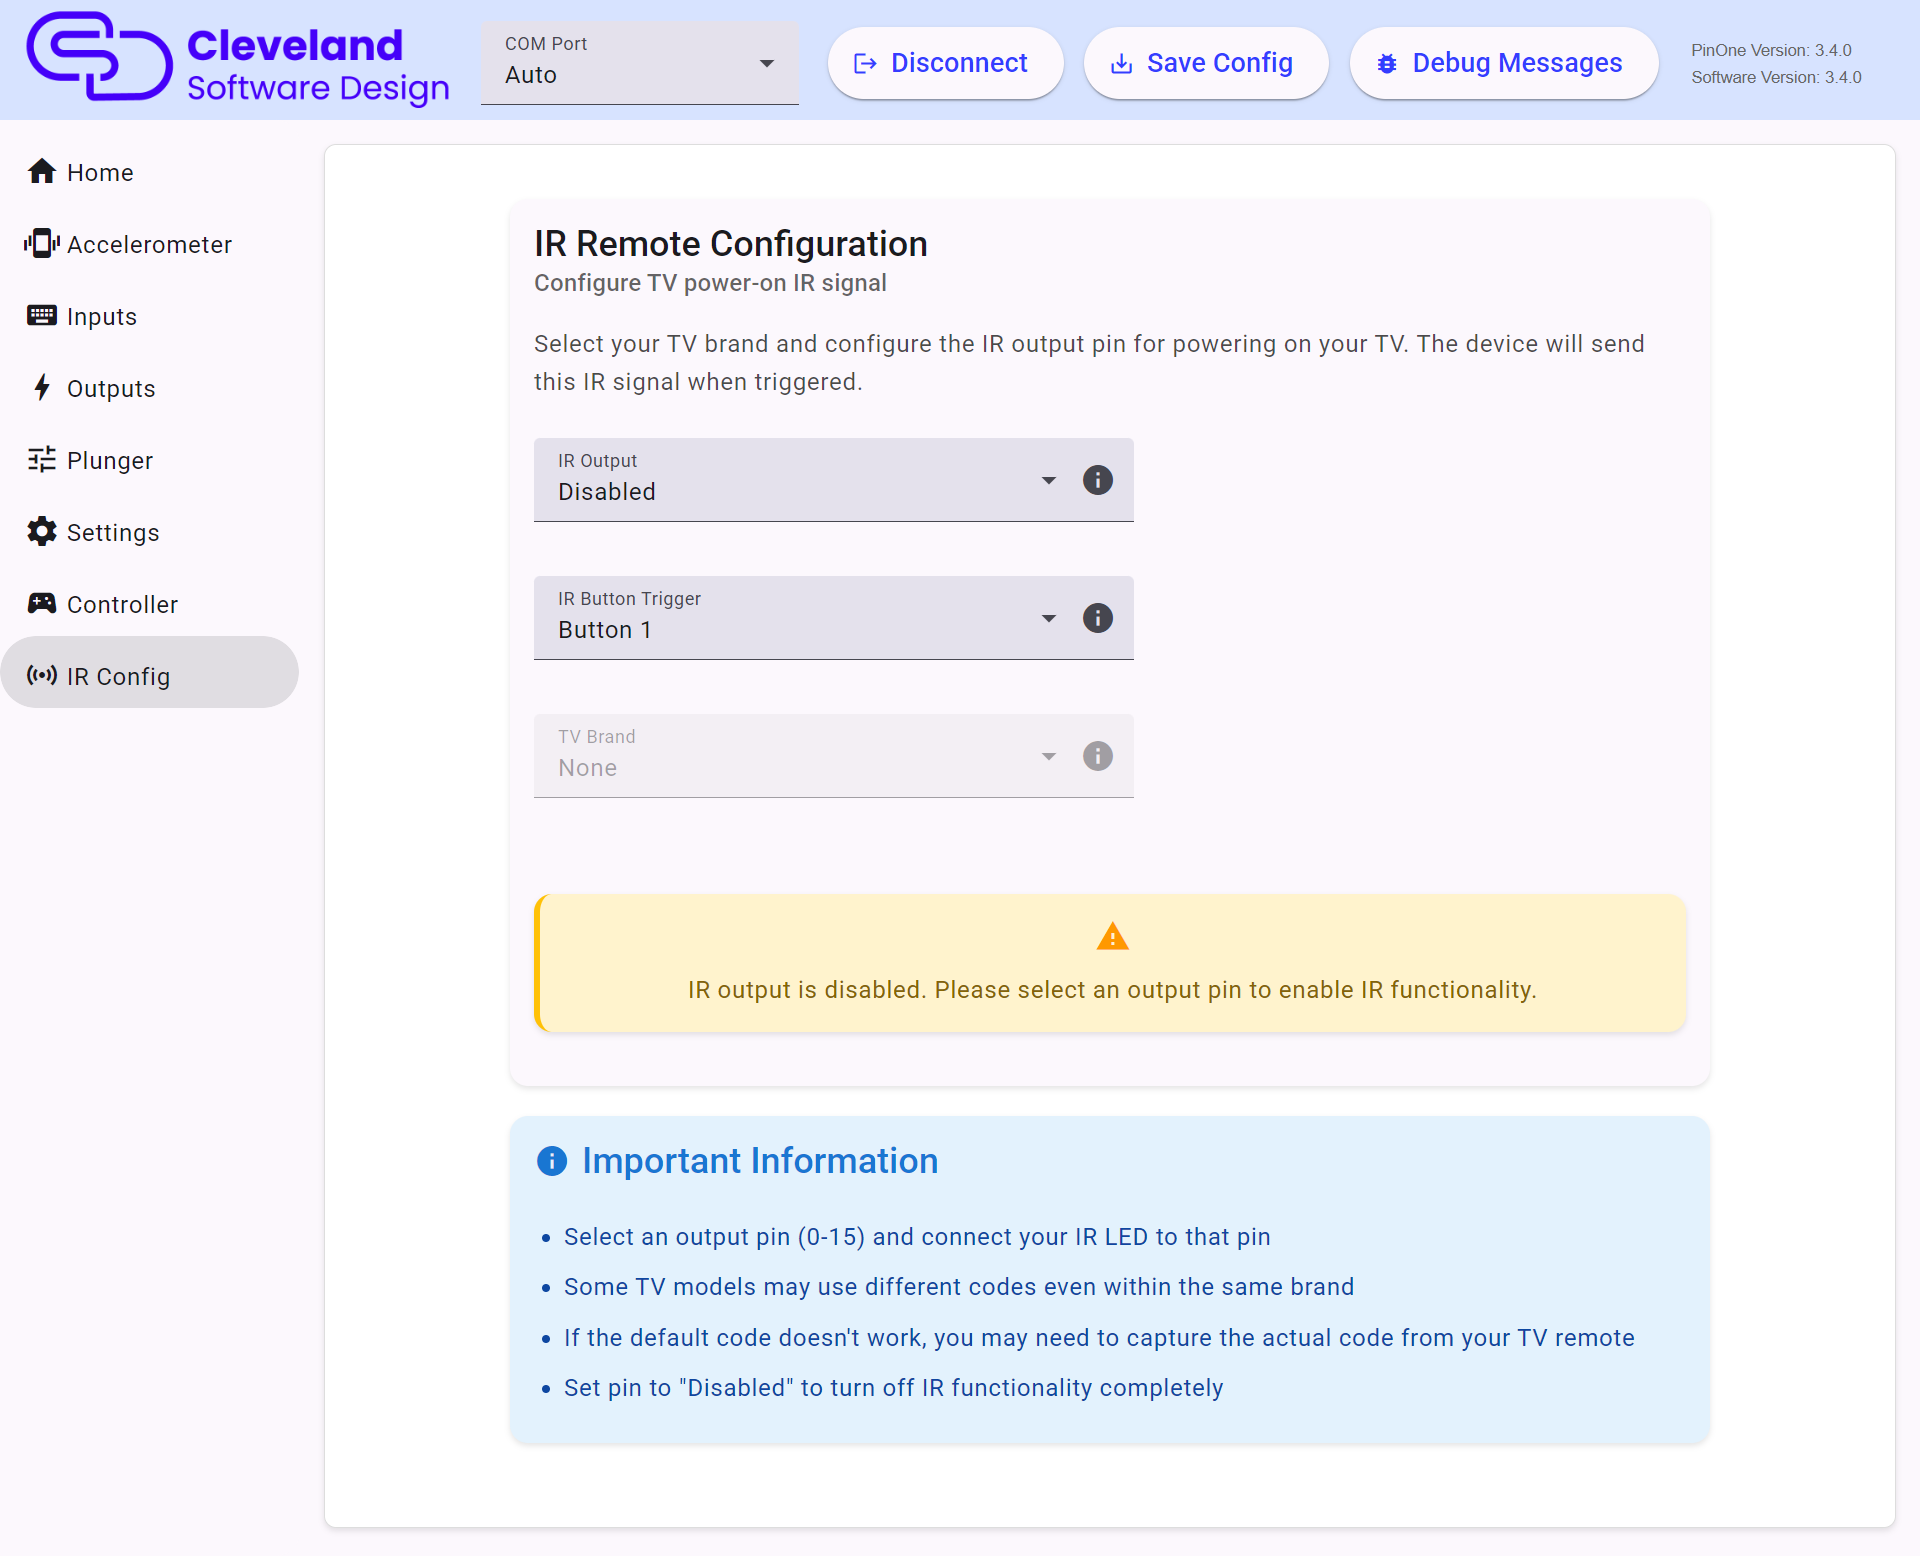 Cleveland
Software Design
COM Port
Auto
Disconnect
Save Config
Debug Messages
PinOne Version: 3.4.0
Software Version: 3.4.0
Home
Accelerometer
Inputs
Outputs
Plunger
Settings
Controller
IR Config
IR Remote Configuration
Configure TV power-on IR signal
Select your TV brand and configure the IR output pin for powering on your TV. The device will send
this IR signal when triggered.
IR Output
Disabled
IR Button Trigger
Button 1
TV Brand
None
IR output is disabled. Please select an output pin to enable IR functionality.
Important Information
• Select an output pin (0-15) and connect your IR LED to that pin
• Some TV models may use different codes even within the same brand
• If the default code doesn't work, you may need to capture the actual code from your TV remote
• Set pin to "Disabled" to turn off IR functionality completely